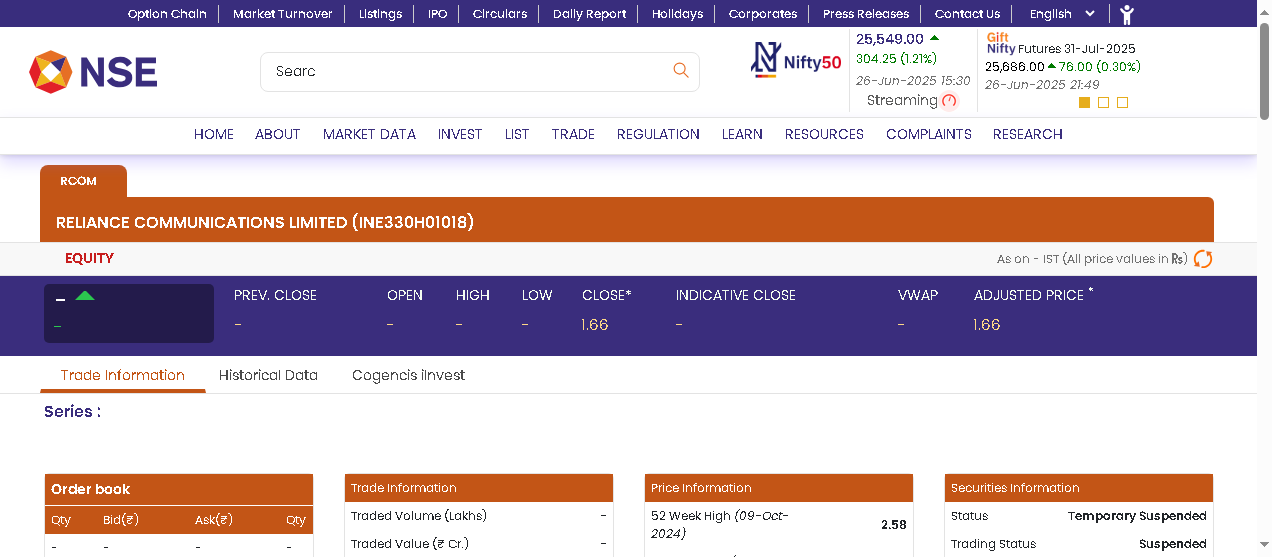 Option Chain Market Turnover Listings IPO Circulars Daily Report Holidays Corporates Press Releases Contact Us English
NSE
Searc
Nifty50
25,549.00
304.25 (1.21%)
26-Jun-2025 15:30
Streaming
Gift
Nifty Futures 31-Jul-2025
25,666.00 76.00 (0.30%)
26-Jun-2025 21:49
HOME ABOUT MARKET DATA INVEST LIST TRADE REGULATION LEARN RESOURCES COMPLAINTS RESEARCH
RCOM
RELIANCE COMMUNICATIONS LIMITED (INE330H01018)
EQUITY
As on - IST (All price values in ₨)
-
-
PREV. CLOSE OPEN HIGH LOW CLOSE* INDICATIVE CLOSE VWAP ADJUSTED PRICE *
- - - - 1.66 - - 1.66
Trade Information Historical Data Cogencis iInvest
Series :
Order book
Qty Bid(₹) Ask(₹) Qty
- - - -
Trade Information
Traded Volume (Lakhs) -
Traded Value (₹ Cr.) -
Price Information
52 Week High (09-Oct-
2024) 2.58
Securities Information
Status Temporary Suspended
Trading Status Suspended